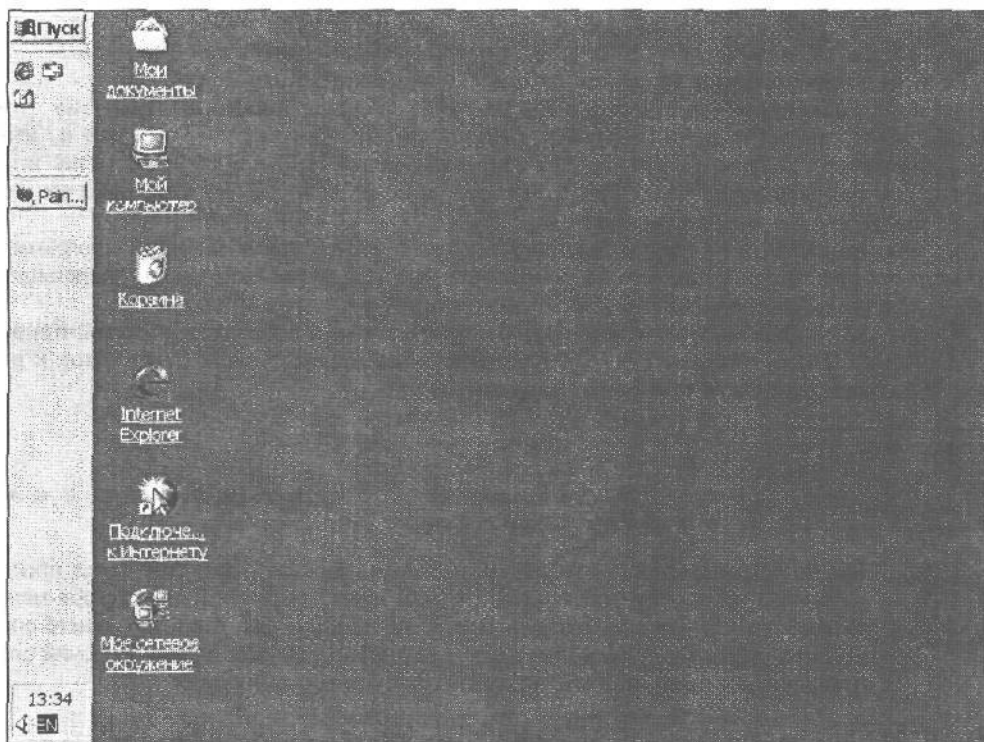 Пуск
Pain...
13:34
EN
Мои
документы
Мой
компьютер
Корзина
Internet
Explorer
Подключе...
к Интернету
Мое сетевое
окружение